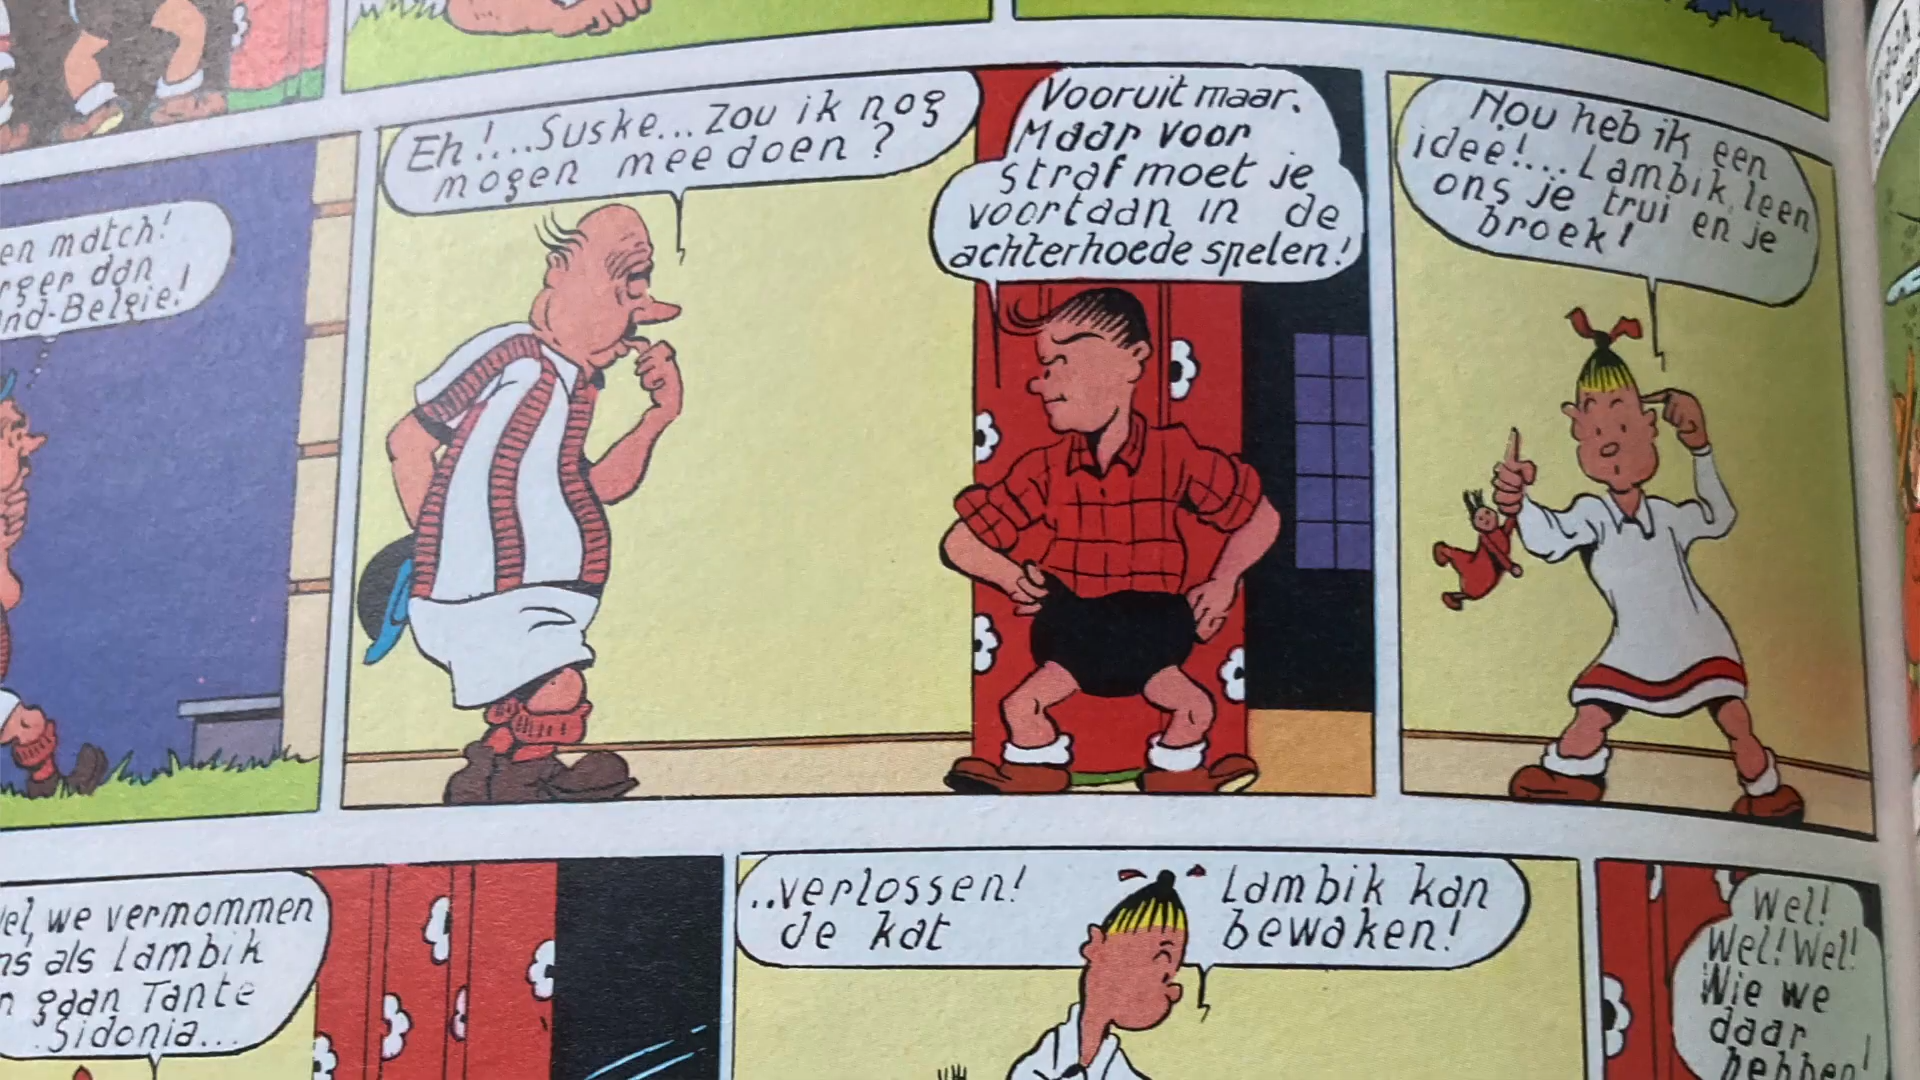 en match!
dan
nd-Belgie!
Eh!...Suske...Zou ik nog
mogen meedoen?
Vooruit maar.
Maar voor
straf moet je
voortaan in de
achterhoede spelen!
Nou heb ik een
idee!... Lambik, leen
ons je trui en je
broek!
we vermommen
als Lambik
gaan Tante
Sidonia...
..verlossen! Lambik kan
de kat bewaken!
Wel!
Wel!Wel!
Wie we
daar
hebben!